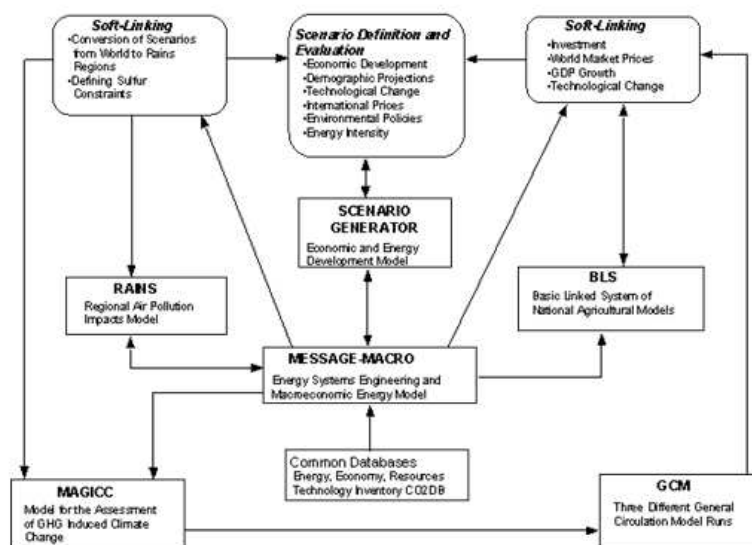 Soft-Linking
•Conversion of Scenarios
from World to Rains
Regions
•Defining Sulfur
Constraints
Scenario Definition and
Evaluation
•Economic Development
•Demographic Projections
•Technological Change
•International Prices
•Environmental Policies
•Energy Intensity
Soft-Linking
•Investment
•World Market Prices
•GDP Growth
•Technological Change
SCENARIO
GENERATOR
Economic and Energy
Development Model
RAINS
Regional Air Pollution
Impacts Model
BLS
Basic Linked System of
National Agricultural Models
MESSAGE-MACRO
Energy Systems Engineering and
Macroeconomic Energy Model
Common Databases
Energy, Economy, Resources
Technology Inventory CO2DB
MAGICC
Model for the Assessment
of GHG Induced Climate
Change
GCM
Three Different General
Circulation Model Runs